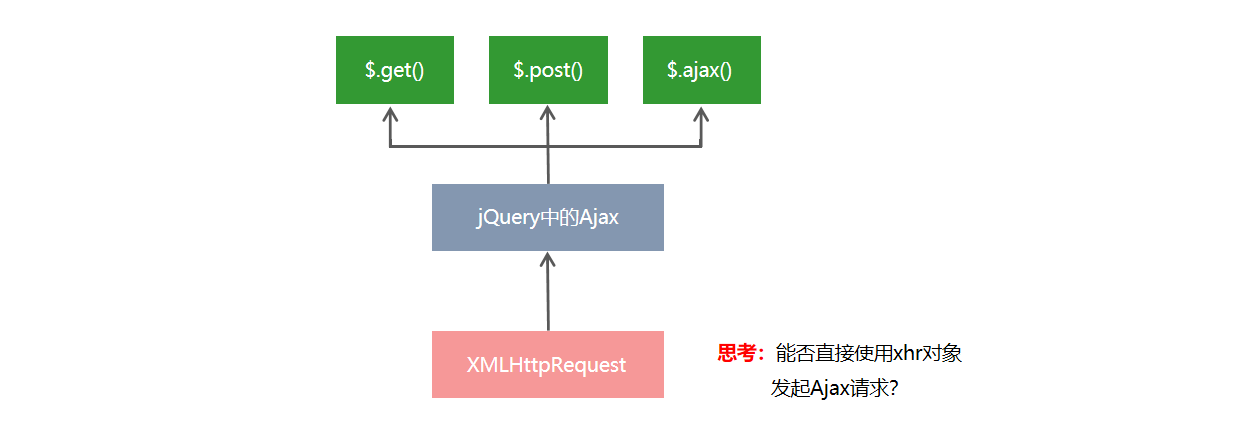 $.get()
$.post()
$.ajax()
jQuery中的Ajax
XMLHttpRequest
思考：能否直接使用xhr对象
发起Ajax请求？